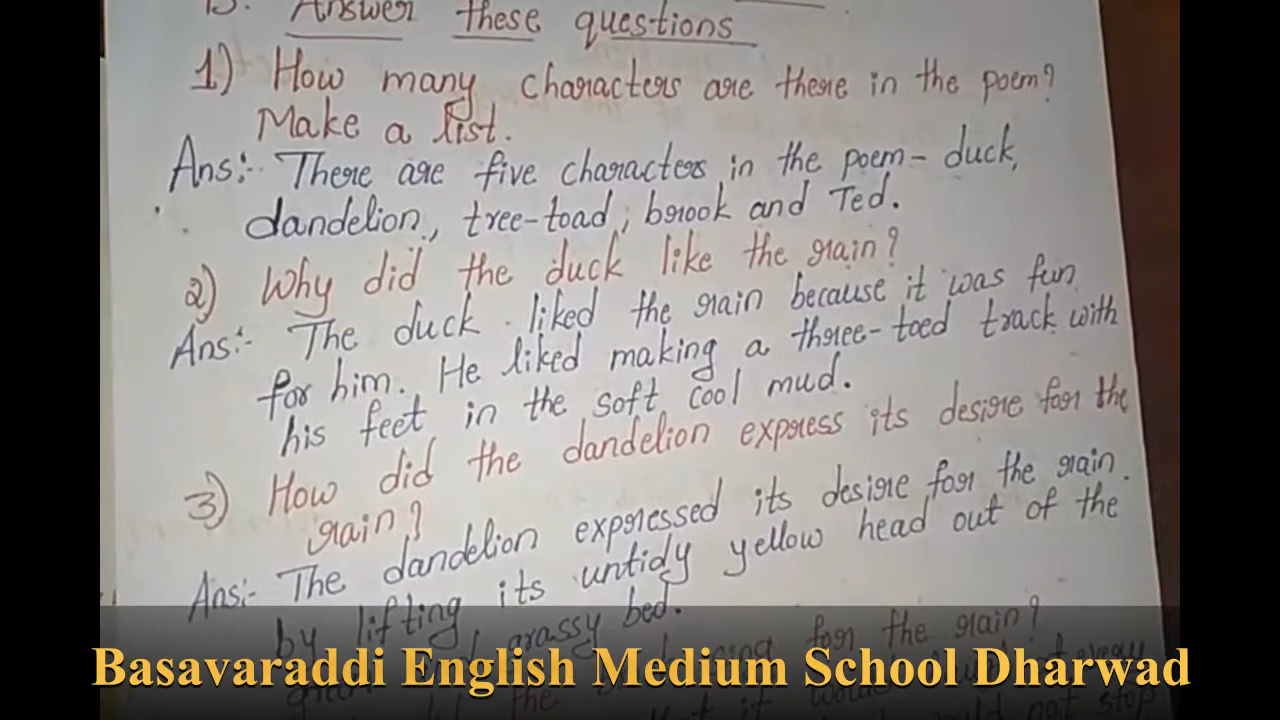 B. Answer these questions
1) How many characters are there in the poem?
Make a list.
Ans:- There are five characters in the poem - duck,
dandelion, tree-toad, brook and Ted.
2) Why did the duck like the rain?
Ans:- The duck liked the rain because it was fun
for him. He liked making a three-toed track with
his feet in the soft cool mud.
3) How did the dandelion express its desire for the
rain?
Ans:- The dandelion expressed its desire for the rain
by lifting its untidy yellow head out of the
grassy bed.
for the rain?
the
not stop
Basavaraddi English Medium School Dharwad